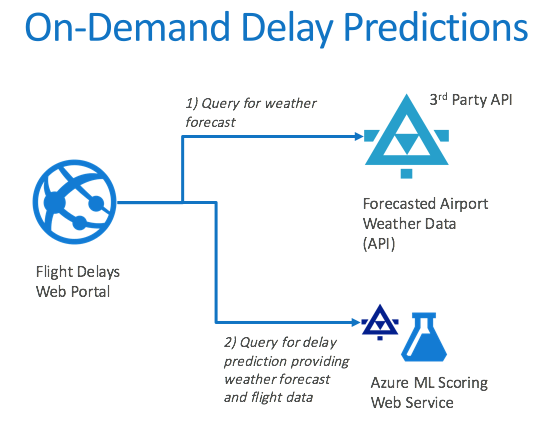 On-Demand Delay Predictions
1) Query for weather
forecast
3rd Party API
Forecasted Airport
Weather Data
(API)
Flight Delays
Web Portal
2) Query for delay
prediction providing
weather forecast
and flight data
Azure ML Scoring
Web Service